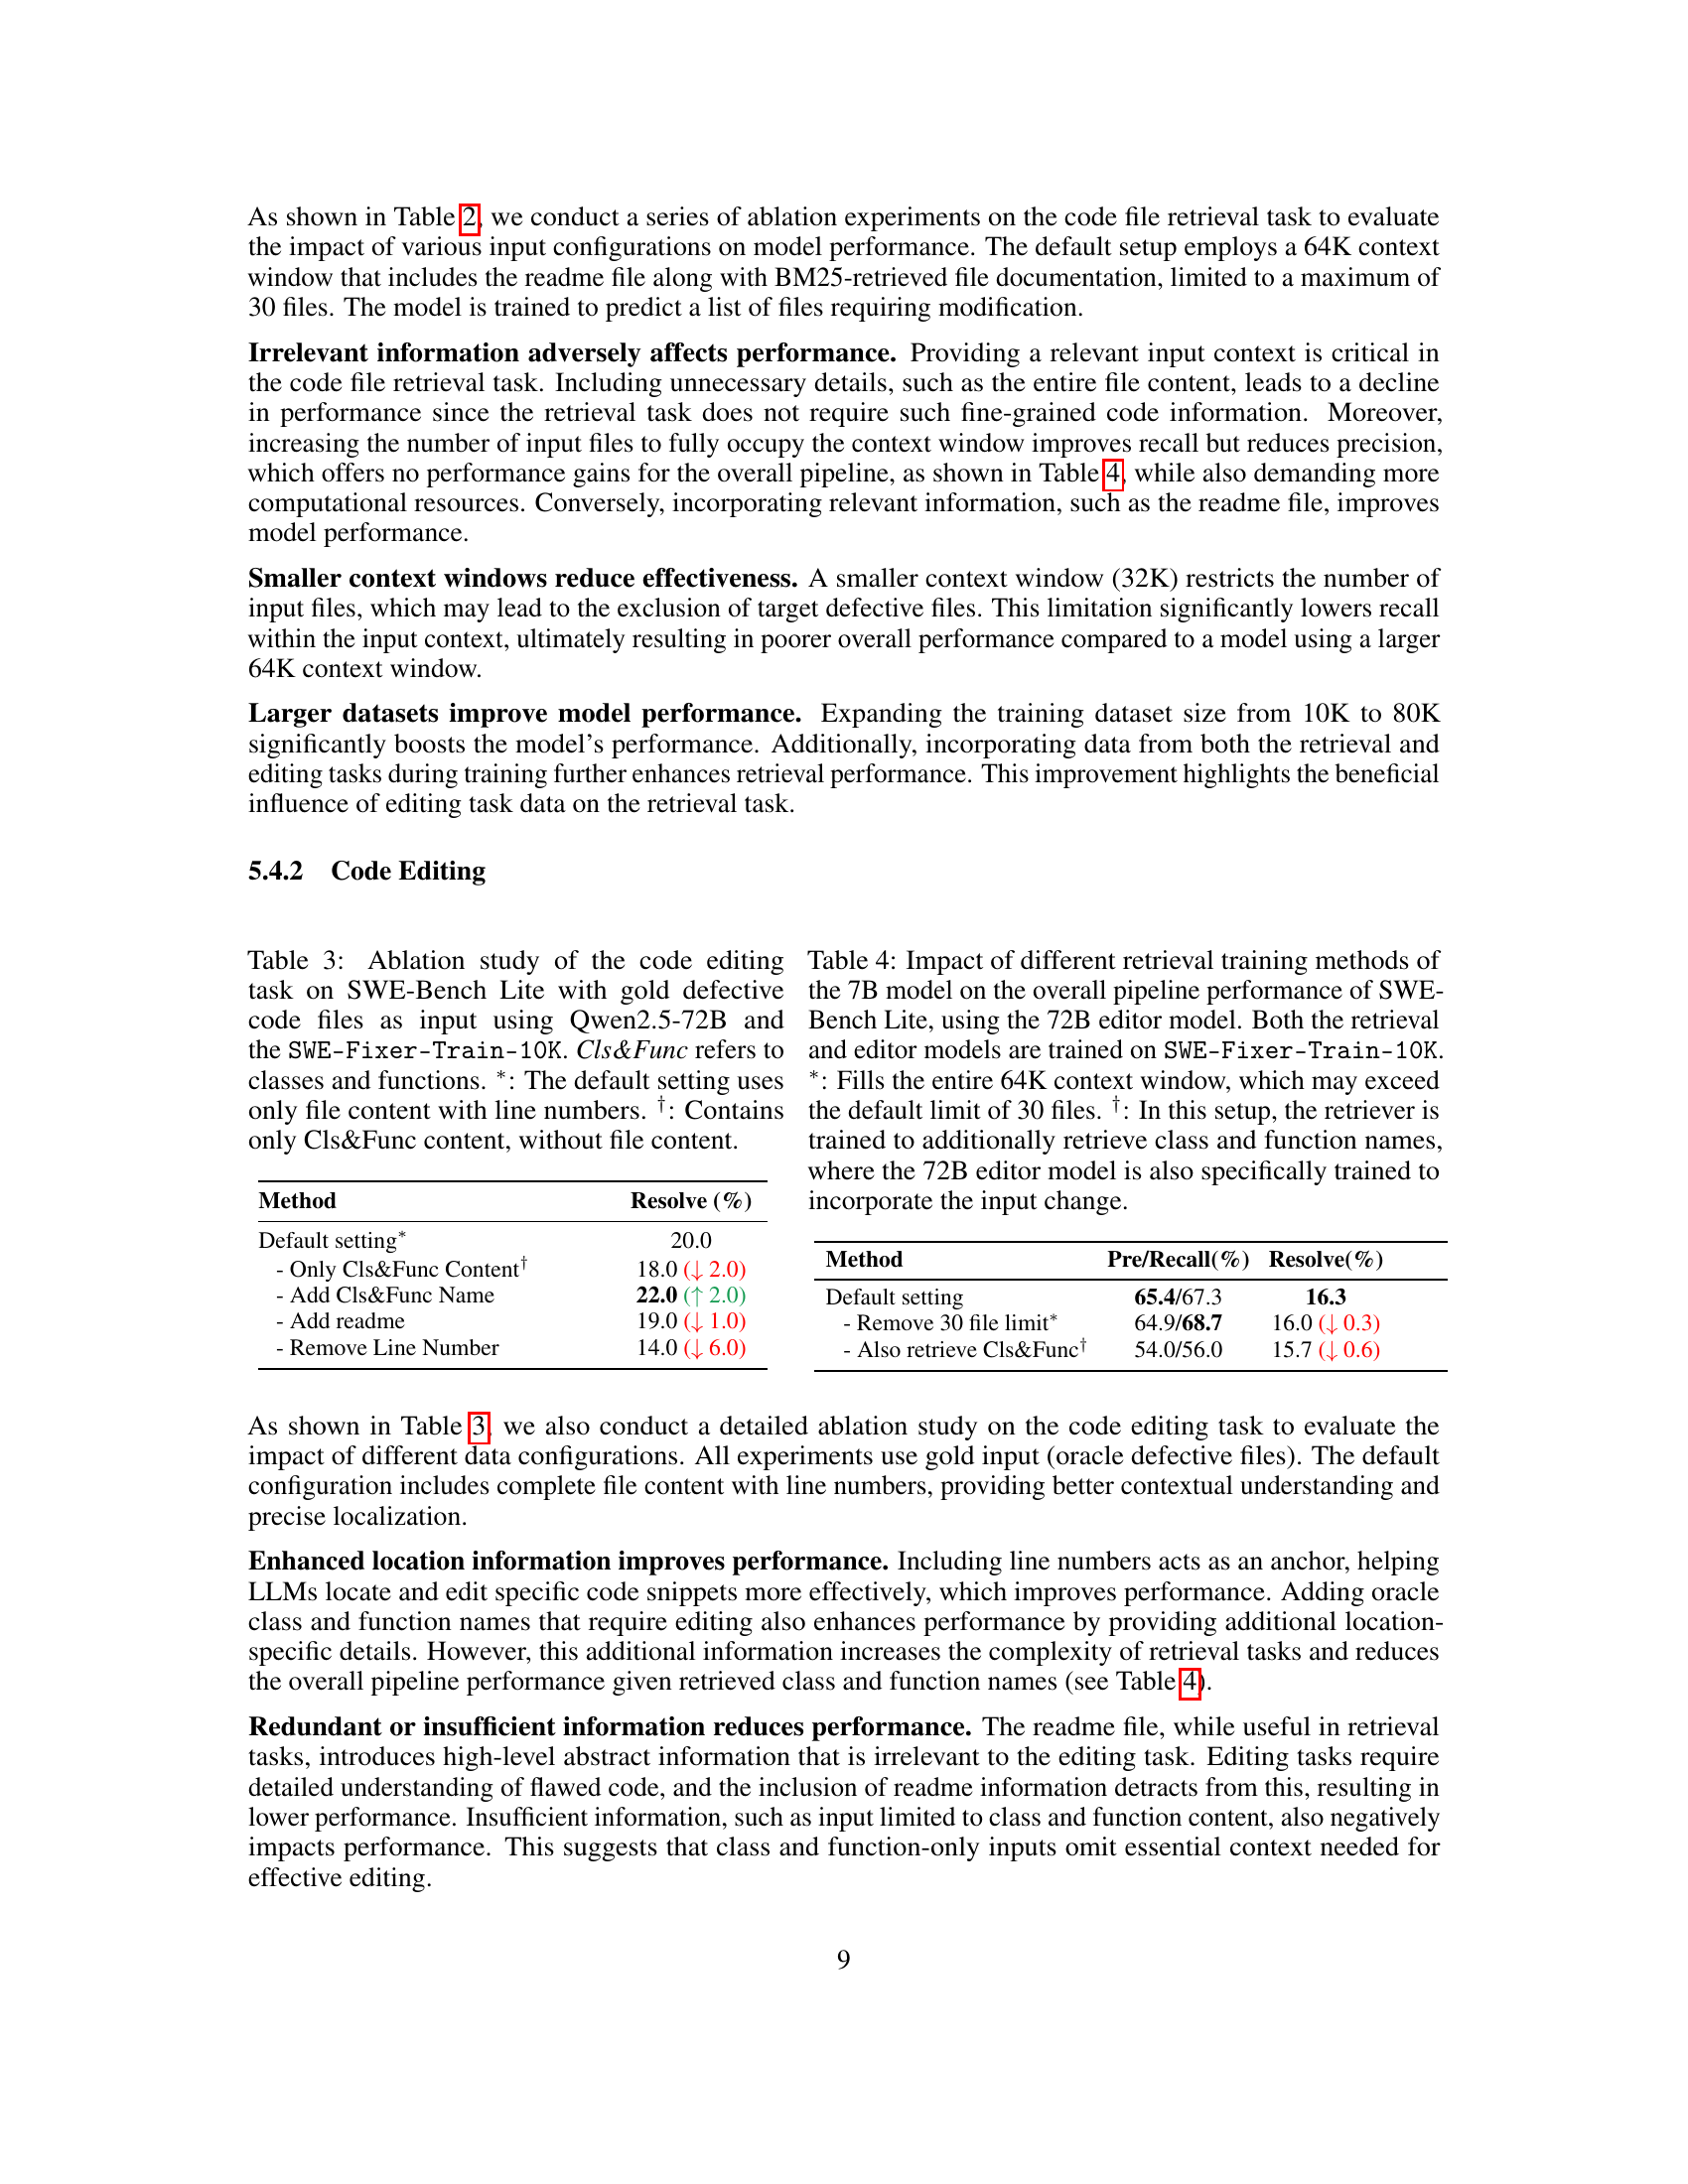 As shown in Table 2, we conduct a series of ablation experiments on the code file retrieval task to evaluate
the impact of various input configurations on model performance. The default setup employs a 64K context
window that includes the readme file along with BM25-retrieved file documentation, limited to a maximum of
30 files. The model is trained to predict a list of files requiring modification.
Irrelevant information adversely affects performance. Providing a relevant input context is critical in
the code file retrieval task. Including unnecessary details, such as the entire file content, leads to a decline
in performance since the retrieval task does not require such fine-grained code information. Moreover,
increasing the number of input files to fully occupy the context window improves recall but reduces precision,
which offers no performance gains for the overall pipeline, as shown in Table 4, while also demanding more
computational resources. Conversely, incorporating relevant information, such as the readme file, improves
model performance.
Smaller context windows reduce effectiveness. A smaller context window (32K) restricts the number of
input files, which may lead to the exclusion of target defective files. This limitation significantly lowers recall
within the input context, ultimately resulting in poorer overall performance compared to a model using a larger
64K context window.
Larger datasets improve model performance. Expanding the training dataset size from 10K to 80K
significantly boosts the model's performance. Additionally, incorporating data from both the retrieval and
editing tasks during training further enhances retrieval performance. This improvement highlights the beneficial
influence of editing task data on the retrieval task.
5.4.2 Code Editing
Table 3: Ablation study of the code editing
task on SWE-Bench Lite with gold defective
code files as input using Qwen2.5-72B and
the SWE-Fixer-Train-10K. Cls&Func refers to
classes and functions. *: The default setting uses
only file content with line numbers. †: Contains
only Cls&Func content, without file content.
Method Resolve (%)
Default setting* 20.0
- Only Cls&Func Content† 18.0 (↓ 2.0)
- Add Cls&Func Name 22.0 (↑ 2.0)
- Add readme 19.0 (↓ 1.0)
- Remove Line Number 14.0 (↓ 6.0)
Table 4: Impact of different retrieval training methods of
the 7B model on the overall pipeline performance of SWE-
Bench Lite, using the 72B editor model. Both the retrieval
and editor models are trained on SWE-Fixer-Train-10K.
*: Fills the entire 64K context window, which may exceed
the default limit of 30 files. †: In this setup, the retriever is
trained to additionally retrieve class and function names,
where the 72B editor model is also specifically trained to
incorporate the input change.
Method Pre/Recall(%) Resolve(%)
Default setting 65.4/67.3 16.3
- Remove 30 file limit* 64.9/68.7 16.0 (↓ 0.3)
- Also retrieve Cls&Func† 54.0/56.0 15.7 (↓ 0.6)
As shown in Table 3, we also conduct a detailed ablation study on the code editing task to evaluate the
impact of different data configurations. All experiments use gold input (oracle defective files). The default
configuration includes complete file content with line numbers, providing better contextual understanding and
precise localization.
Enhanced location information improves performance. Including line numbers acts as an anchor, helping
LLMs locate and edit specific code snippets more effectively, which improves performance. Adding oracle
class and function names that require editing also enhances performance by providing additional location-
specific details. However, this additional information increases the complexity of retrieval tasks and reduces
the overall pipeline performance given retrieved class and function names (see Table 4).
Redundant or insufficient information reduces performance. The readme file, while useful in retrieval
tasks, introduces high-level abstract information that is irrelevant to the editing task. Editing tasks require
detailed understanding of flawed code, and the inclusion of readme information detracts from this, resulting in
lower performance. Insufficient information, such as input limited to class and function content, also negatively
impacts performance. This suggests that class and function-only inputs omit essential context needed for
effective editing.
9